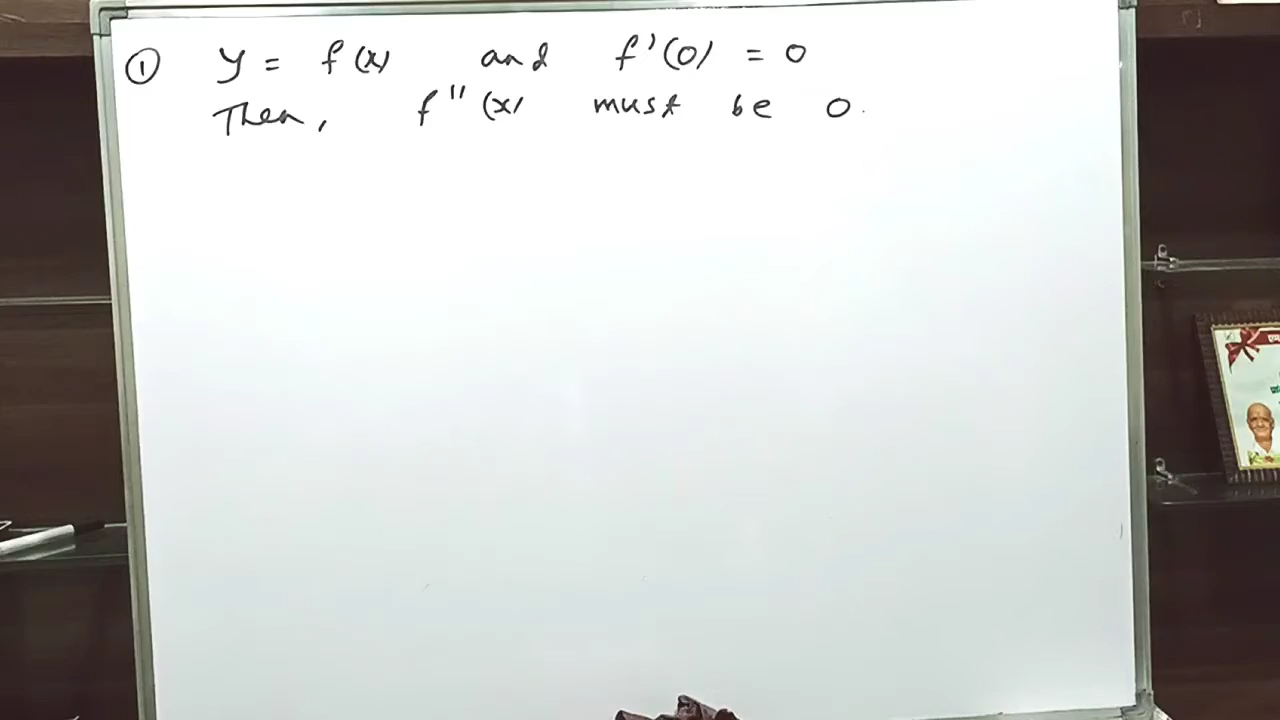 ① y = f(x) and f'(0) = 0
Then, f''(x) must be 0.